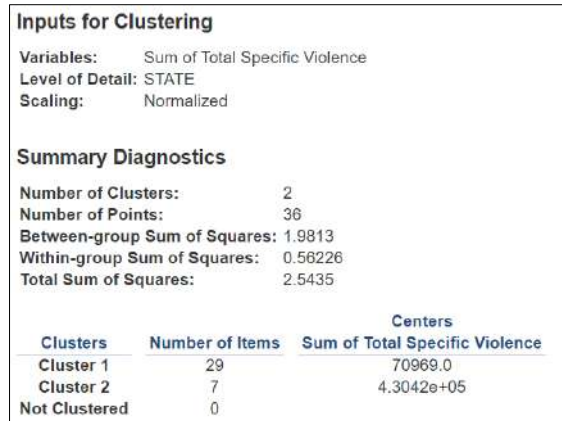 Inputs for Clustering
Variables: Sum of Total Specific Violence
Level of Detail: STATE
Scaling: Normalized
Summary Diagnostics
Number of Clusters: 2
Number of Points: 36
Between-group Sum of Squares: 1.9813
Within-group Sum of Squares: 0.56226
Total Sum of Squares: 2.5435
Centers
Clusters Number of Items Sum of Total Specific Violence
Cluster 1 29 70969.0
Cluster 2 7 4.3042e+05
Not Clustered 0